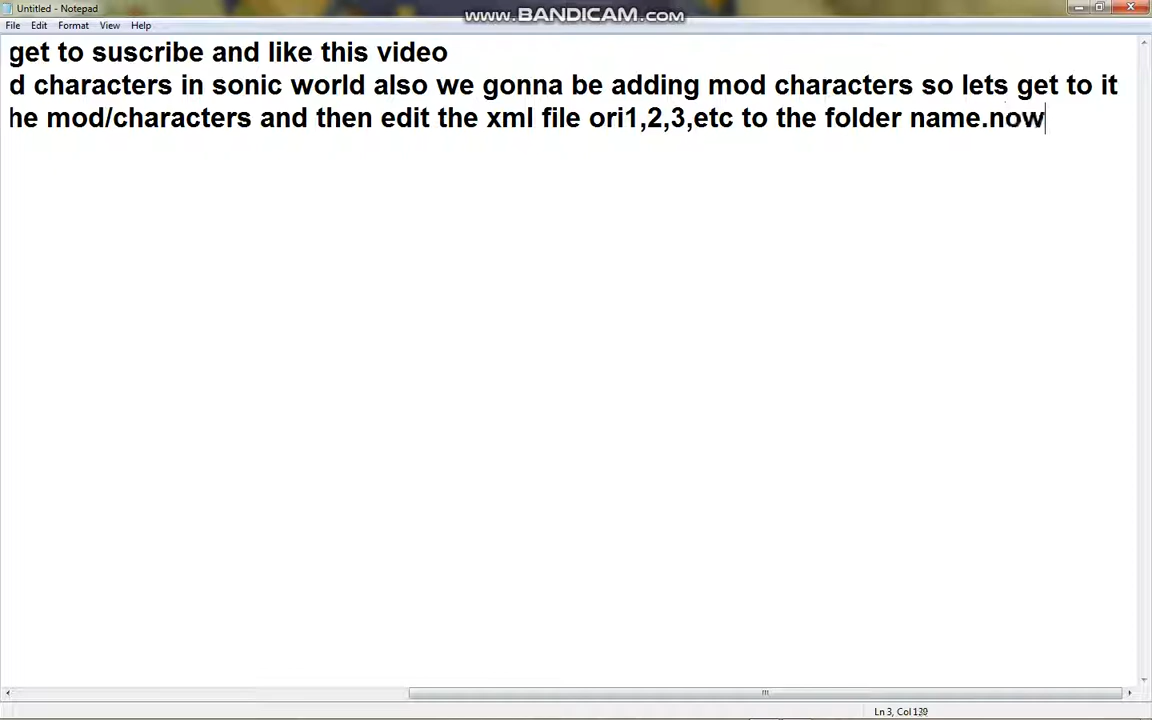 Untitled - Notepad
www.BANDICAM.com
File Edit Format View Help
get to suscribe and like this video
d characters in sonic world also we gonna be adding mod characters so lets get to it
he mod/characters and then edit the xml file ori1,2,3,etc to the folder name.now
Ln 3, Col 139